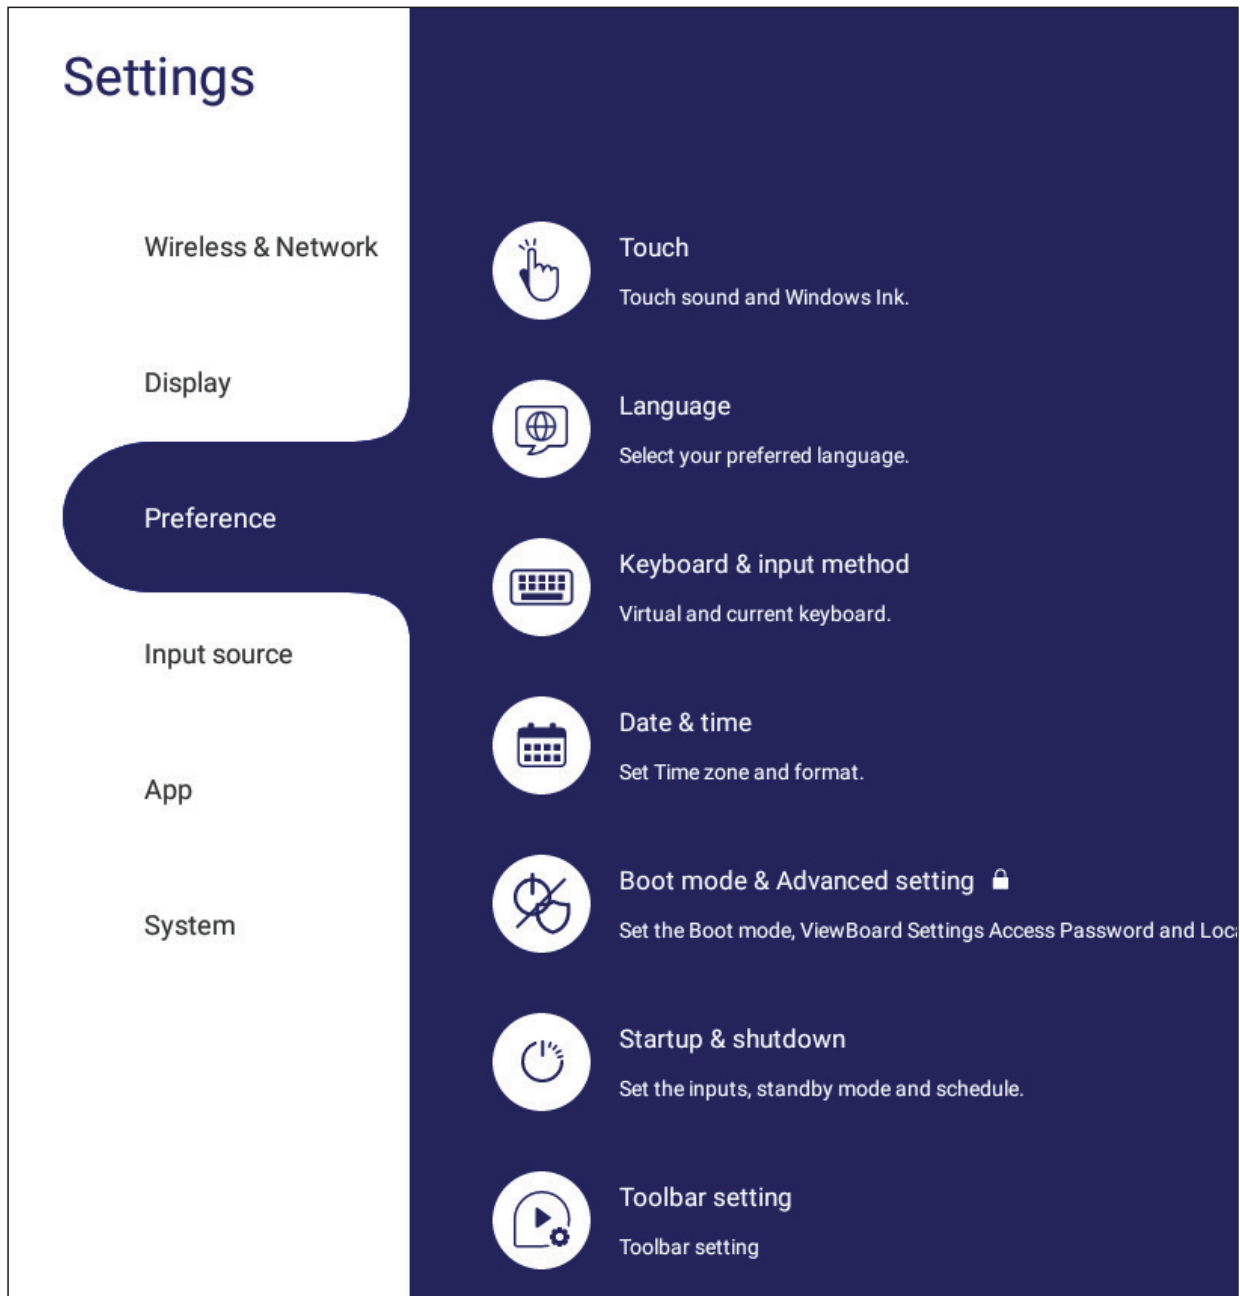 Settings
Wireless & Network
Display
Preference
Input source
App
System
Touch
Touch sound and Windows Ink.
Language
Select your preferred language.
Keyboard & input method
Virtual and current keyboard.
Date & time
Set Time zone and format.
Boot mode & Advanced setting
Set the Boot mode, ViewBoard Settings Access Password and
Startup & shutdown
Set the inputs, standby mode and schedule.
Toolbar setting
Toolbar setting